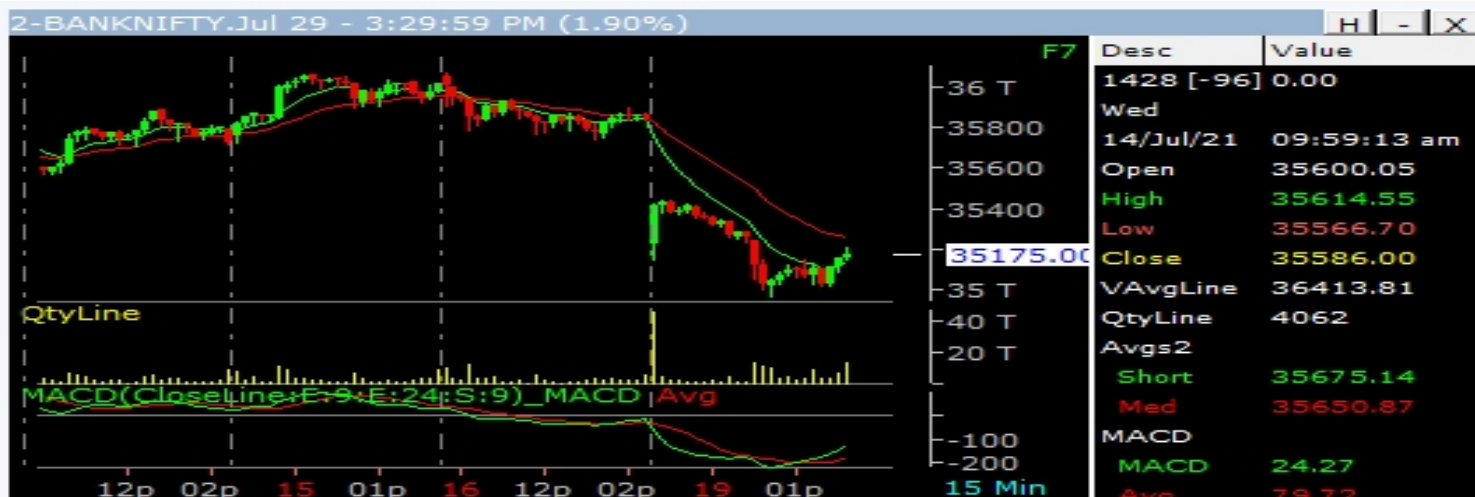 2-BANKNIFTY.Jul 29 - 3:29:59 PM (1.90%)
H - X
F7
36 T
35800
35600
35400
35175.00
35 T
QtyLine
40 T
20 T
MACD(CloseLine:E:9:E:24:S:9)_MACD Avg
-100
-200
12p 02p 15 01p 16 12p 02p 19 01p
15 Min
Desc Value
1428 [-96] 0.00
Wed
14/Jul/21 09:59:13 am
Open 35600.05
High 35614.55
Low 35566.70
Close 35586.00
VAvgLine 36413.81
QtyLine 4062
Avgs2
Short 35675.14
Med 35650.87
MACD
MACD 24.27